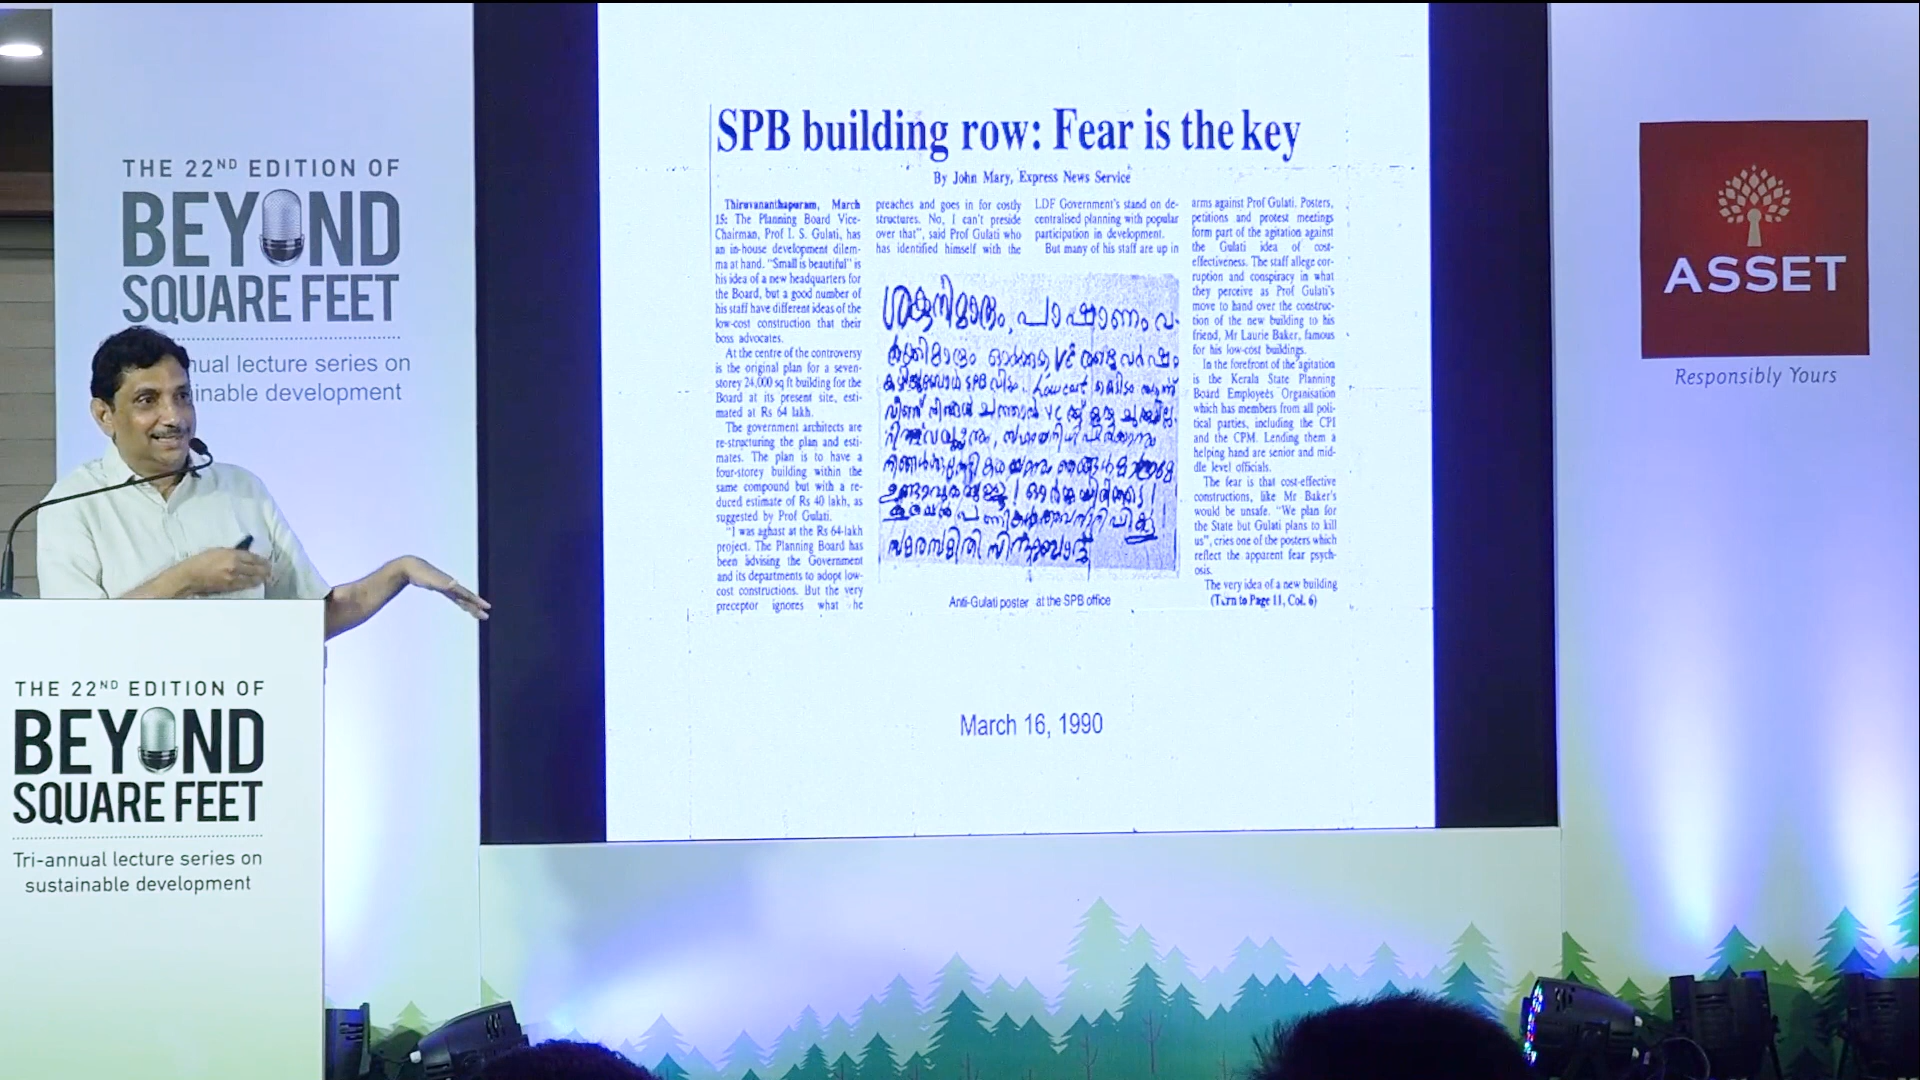 THE 22ND EDITION OF
BEYOND
SQUARE FEET
nual lecture series on
inable development
THE 22ND EDITION OF
BEYOND
SQUARE FEET
Tri-annual lecture series on
sustainable development
SPB building row: Fear is the key
By John Mary, Express News Service
Thiruvananthapuram, March
15: The Planning Board Vice-
Chairman, Prof I. S. Gulati, has
an in-house development dilem-
ma at hand. "Small is beautiful" is
his idea of a new headquarters for
the Board, but a good number of
his staff have different ideas of the
low-cost construction that their
boss advocates.
At the centre of the controversy
is the original plan for a seven-
storey 24,000 sq ft building for the
Board at its present site, esti-
mated at Rs 64 lakh.
The government architects are
re-structuring the plan and esti-
mates. The plan is to have a
four-storey building within the
same compound but with a re-
duced estimate of Rs 40 lakh, as
suggested by Prof Gulati.
"I was aghast at the Rs 64-lakh
project. The Planning Board has
been advising the Government
and its departments to adopt low-
cost constructions. But the very
preceptor ignores what he
preaches and goes in for costly
structures. No, I can't preside
over that", said Prof Gulati who
has identified himself with the
LDF Government's stand on de-
centralised planning with popular
participation in development.
But many of his staff are up in
Anti-Gulati poster at the SPB office
arms against Prof Gulati. Posters,
petitions and protest meetings
form part of the agitation against
the Gulati idea of cost-
effectiveness. The staff allege cor-
ruption and conspiracy in what
they perceive as Prof Gulati's
move to hand over the construc-
tion of the new building to his
friend, Mr Laurie Baker, famous
for his low-cost buildings.
In the forefront of the agitation
is the Kerala State Planning
Board Employees Organisation
which has members from all poli-
tical parties, including the CPI
and the CPM. Lending them a
helping hand are senior and mid-
dle level officials.
The fear is that cost-effective
constructions, like Mr Baker's
would be unsafe. "We plan for
the State but Gulati plans to kill
us", cries one of the posters which
reflect the apparent fear psych-
osis.
The very idea of a new building
(Turn to Page 11, Col. 6)
March 16, 1990
ASSET
Responsibly Yours